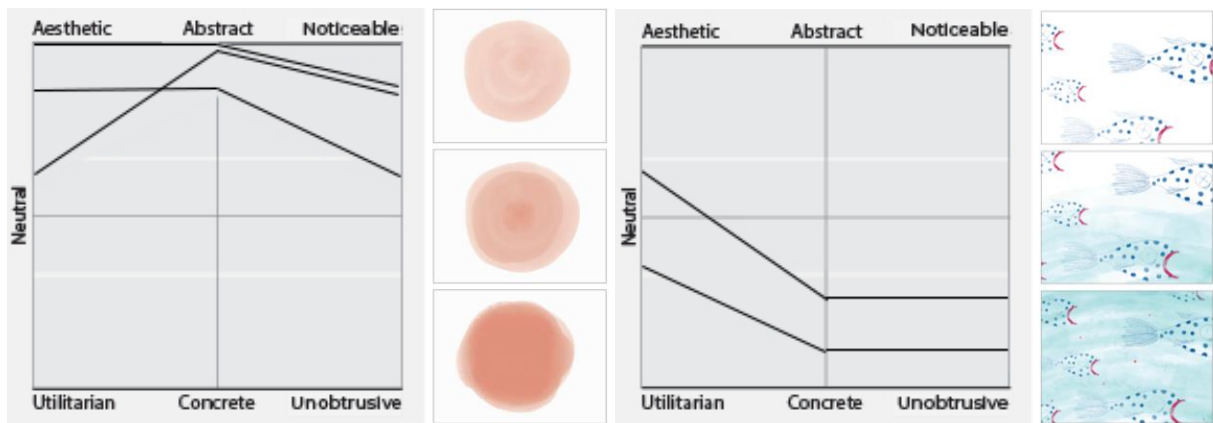 Aesthetic Abstract Noticeable
Neutral
Utilitarian Concrete Unobtrusive
Aesthetic Abstract Noticeable
Neutral
Utilitarian Concrete Unobtrusive